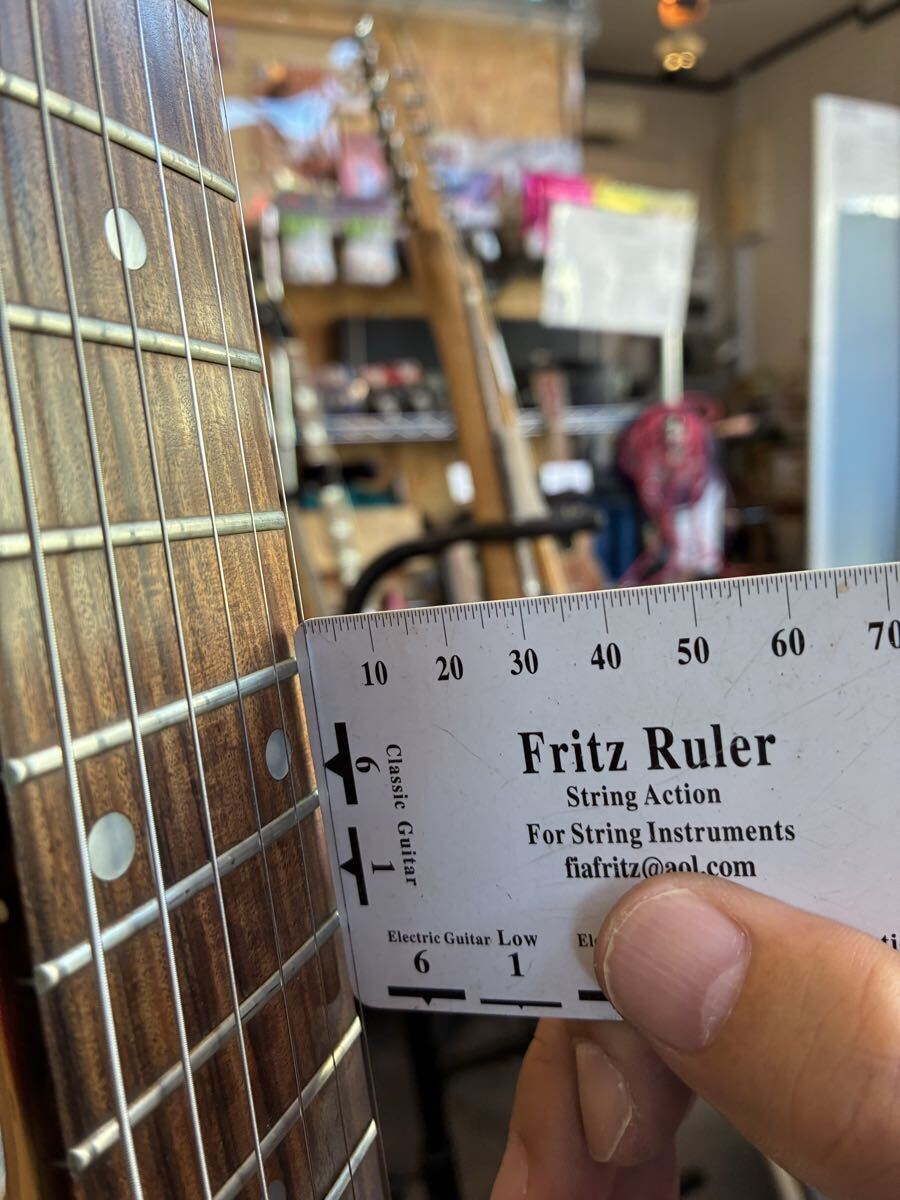 10 20 30 40 50 60 70
Fritz Ruler
String Action
For String Instruments
fiafritz@aol.com
6 Classic Guitar
1
Electric Guitar Low
6 1